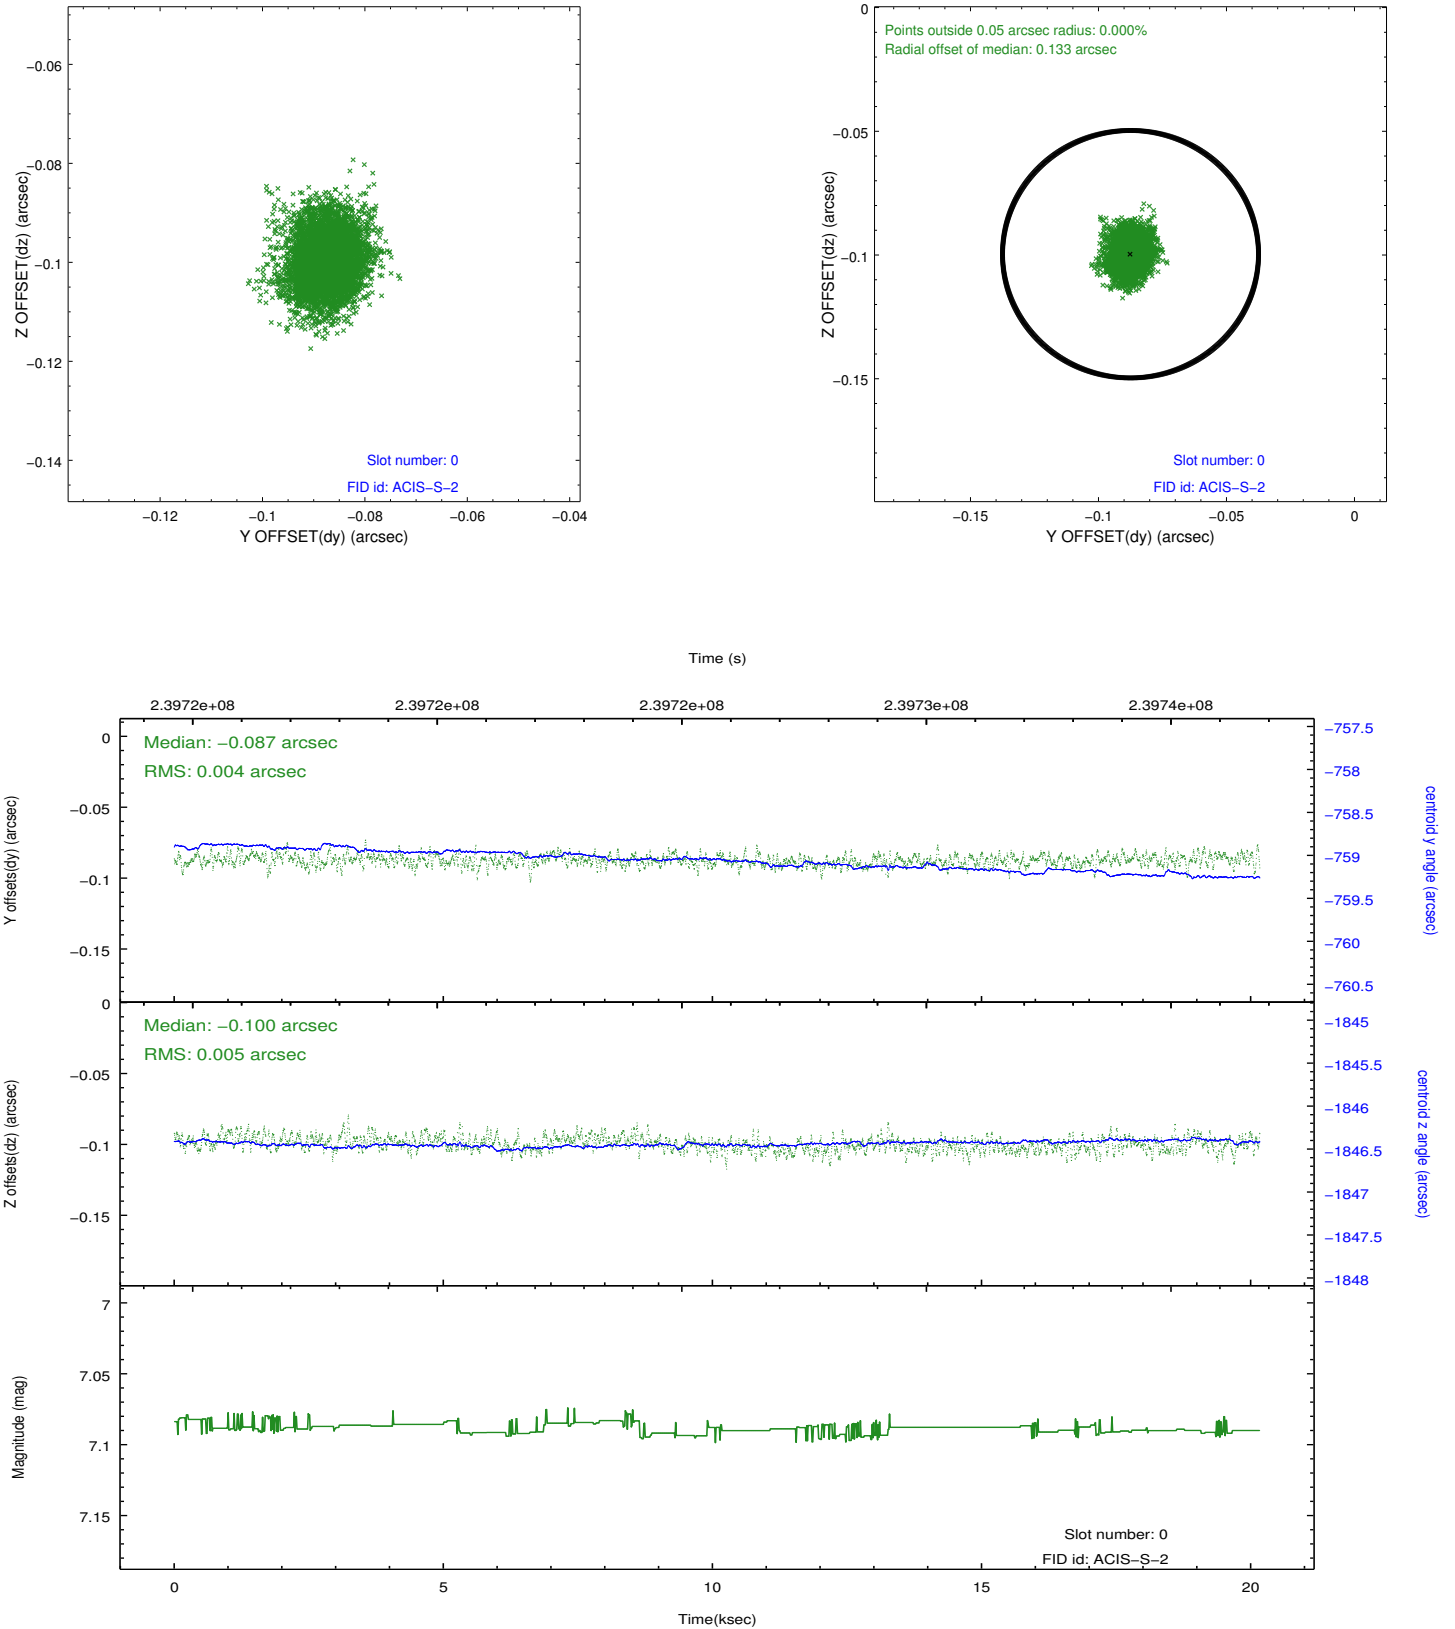 −0.06
−0.08
−0.1
−0.12
−0.14
Z OFFSET(dz) (arcsec)
Slot number: 0
FID id: ACIS−S−2
−0.12
−0.1
−0.08
−0.06
−0.04
Y OFFSET(dy) (arcsec)
Points outside 0.05 arcsec radius: 0.000%
Radial offset of median: 0.133 arcsec
0
−0.05
−0.1
−0.15
Z OFFSET(dz) (arcsec)
Slot number: 0
FID id: ACIS−S−2
−0.15
−0.1
−0.05
0
Y OFFSET(dy) (arcsec)
Time (s)
2.3972e+08
2.3972e+08
2.3972e+08
2.3973e+08
2.3974e+08
Median: −0.087 arcsec
RMS: 0.004 arcsec
0
−0.05
−0.1
−0.15
Y offsets(dy) (arcsec)
−757.5
−758
−758.5
−759
−759.5
−760
−760.5
centroid y angle (arcsec)
Median: −0.100 arcsec
RMS: 0.005 arcsec
0
−0.05
−0.1
−0.15
Z offsets(dz) (arcsec)
−1845
−1845.5
−1846
−1846.5
−1847
−1847.5
−1848
centroid z angle (arcsec)
7
7.05
7.1
7.15
Magnitude (mag)
Slot number: 0
FID id: ACIS−S−2
0
5
10
15
20
Time(ksec)